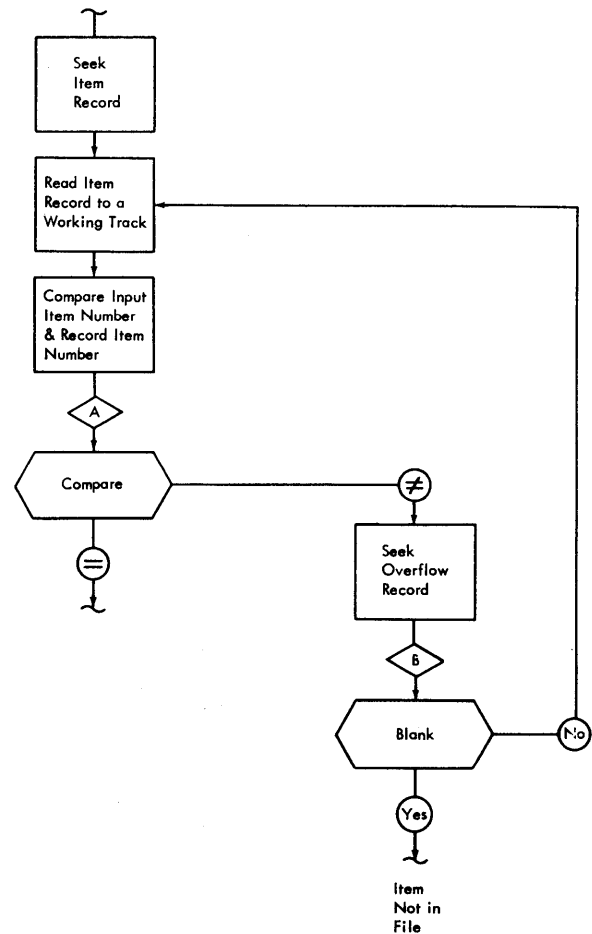 Seek
Item
Record
Read Item
Record to a
Working Track
Compare Input
Item Number
& Record Item
Number
A
Compare
≠
=
Seek
Overflow
Record
B
Blank
No
Yes
Item
Not in
File